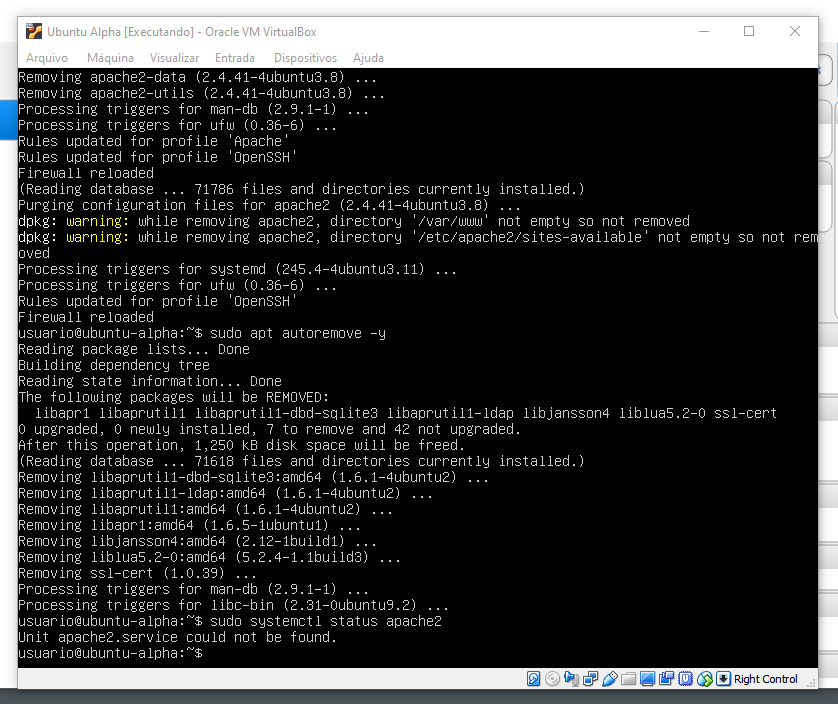 Ubuntu Alpha [Executando] - Oracle VM VirtualBox
Arquivo Máquina Visualizar Entrada Dispositivos Ajuda
Removing apache2-data (2.4.41-4ubuntu3.8) ...
Removing apache2-utils (2.4.41-4ubuntu3.8) ...
Processing triggers for man-db (2.9.1-1) ...
Processing triggers for ufw (0.36-6) ...
Rules updated for profile 'Apache'
Rules updated for profile 'OpenSSH'
Firewall reloaded
(Reading database ... 71786 files and directories currently installed.)
Purging configuration files for apache2 (2.4.41-4ubuntu3.8) ...
dpkg: warning: while removing apache2, directory '/var/www' not empty so not removed
dpkg: warning: while removing apache2, directory '/etc/apache2/sites-available' not empty so not rem
oved
Processing triggers for systemd (245.4-4ubuntu3.11) ...
Processing triggers for ufw (0.36-6) ...
Rules updated for profile 'OpenSSH'
Firewall reloaded
usuario@ubuntu-alpha:~$ sudo apt autoremove -y
Reading package lists... Done
Building dependency tree
Reading state information... Done
The following packages will be REMOVED:
libapr1 libaprutil1 libaprutil1-dbd-sqlite3 libaprutil1-ldap libjansson4 liblua5.2-0 ssl-cert
0 upgraded, 0 newly installed, 7 to remove and 42 not upgraded.
After this operation, 1,250 kB disk space will be freed.
(Reading database ... 71618 files and directories currently installed.)
Removing libaprutil1-dbd-sqlite3:amd64 (1.6.1-4ubuntu2) ...
Removing libaprutil1-ldap:amd64 (1.6.1-4ubuntu2) ...
Removing libaprutil1:amd64 (1.6.1-4ubuntu2) ...
Removing libapr1:amd64 (1.6.5-1ubuntu1) ...
Removing libjansson4:amd64 (2.12-1build1) ...
Removing liblua5.2-0:amd64 (5.2.4-1.1build3) ...
Removing ssl-cert (1.0.39) ...
Processing triggers for man-db (2.9.1-1) ...
Processing triggers for libc-bin (2.31-0ubuntu9.2) ...
usuario@ubuntu-alpha:~$ sudo systemctl status apache2
Unit apache2.service could not be found.
usuario@ubuntu-alpha:~$
Right Control